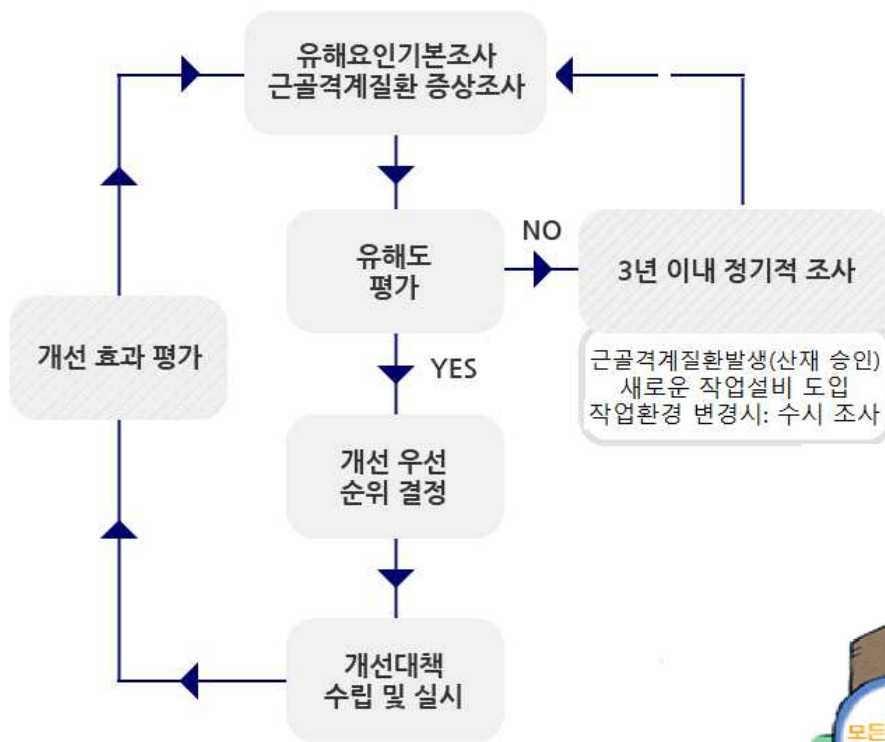 유해요인기본조사
근골격계질환 증상조사
유해도
평가
NO
3년 이내 정기적 조사
근골격계질환발생(산재 승인)
새로운 작업설비 도입
작업환경 변경시: 수시 조사
개선 효과 평가
YES
개선 우선
순위 결정
개선대책
수립 및 실시
모든